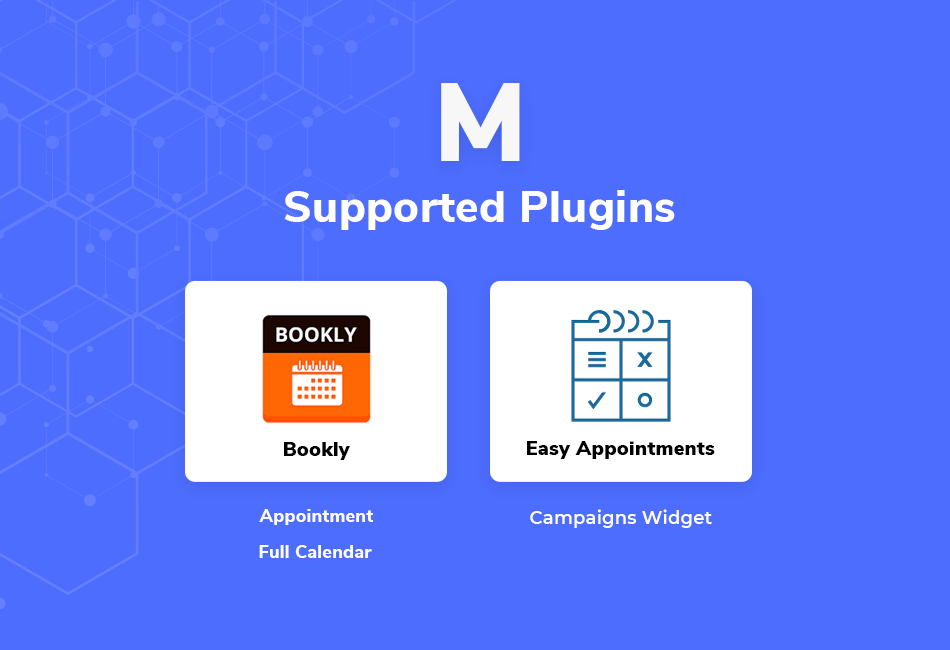 M
Supported Plugins
BOOKLY
Bookly
Easy Appointments
Appointment
Full Calendar
Campaigns Widget